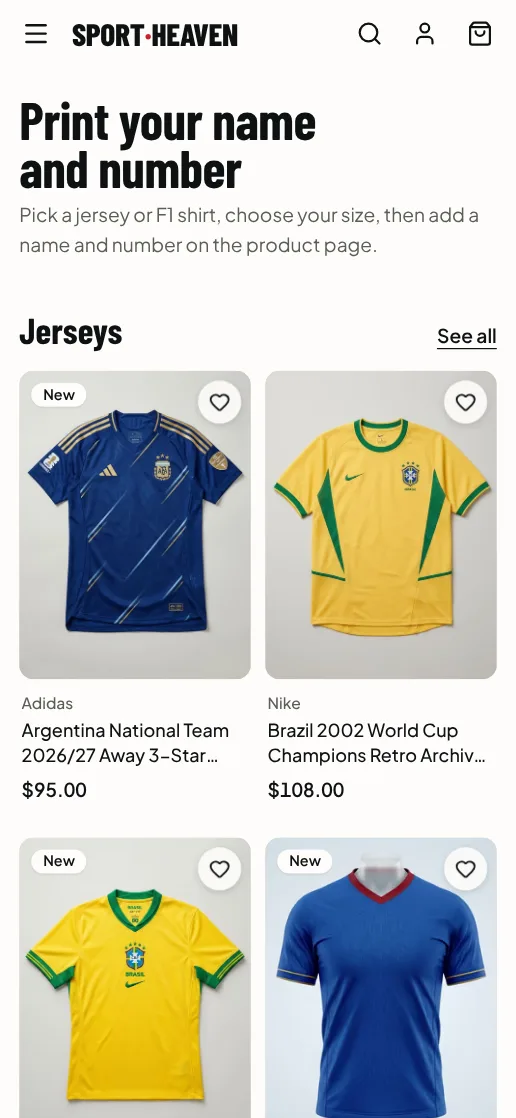 SPORT·HEAVEN
Print your name
and number
Pick a jersey or F1 shirt, choose your size, then add a
name and number on the product page.
Jerseys
See all
New
Adidas
Argentina National Team
2026/27 Away 3-Star...
$95.00
Nike
Brazil 2002 World Cup
Champions Retro Archiv...
$108.00
New
BRASIL
New